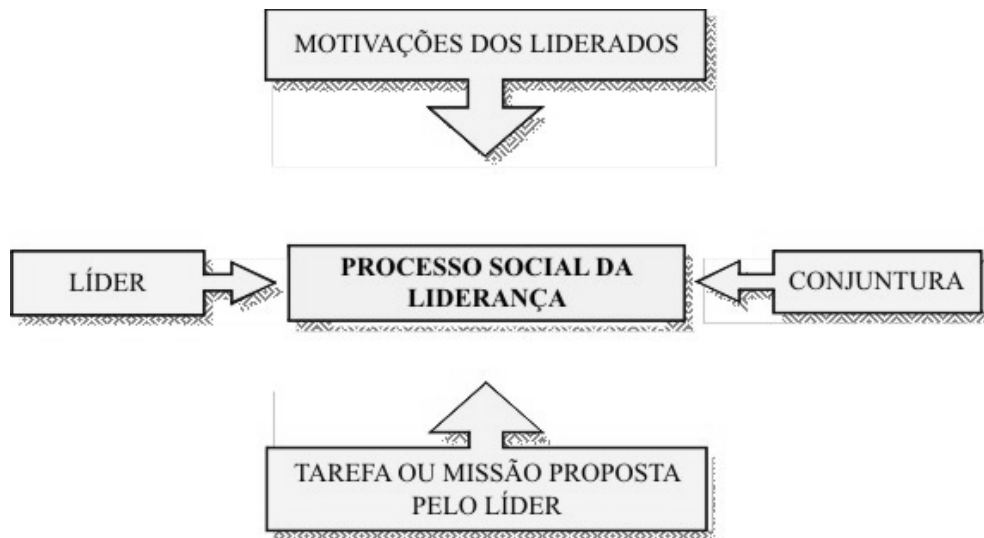 MOTIVAÇÕES DOS LIDERADOS
LÍDER
PROCESSO SOCIAL DA
LIDERANÇA
CONJUNTURA
TAREFA OU MISSÃO PROPOSTA
PELO LÍDER